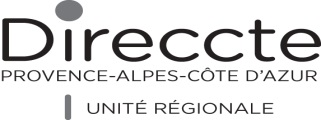 Direccte
PROVENCE-ALPES-CÔTE D'AZUR
UNITÉ RÉGIONALE